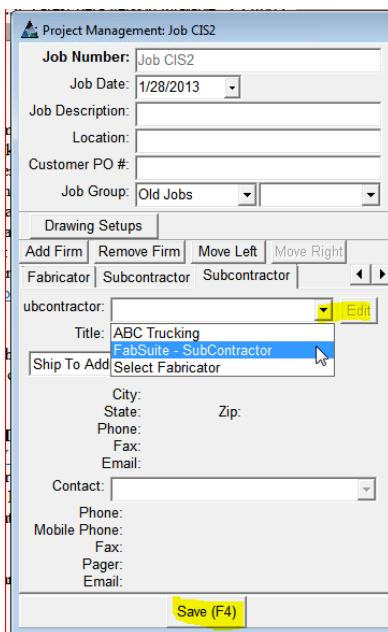 Project Management: Job CIS2
Job Number: Job CIS2
Job Date: 1/28/2013
Job Description:
Location:
Customer PO #:
Job Group: Old Jobs
Drawing Setups
Add Firm Remove Firm Move Left Move Right
Fabricator Subcontractor Subcontractor
ubcontractor: Edit
Title: ABC Trucking
FabSuite - SubContractor
Ship To Add
Select Fabricator
City:
State: Zip:
Phone:
Fax:
Email:
Contact:
Phone:
Mobile Phone:
Fax:
Pager:
Email:
Save (F4)